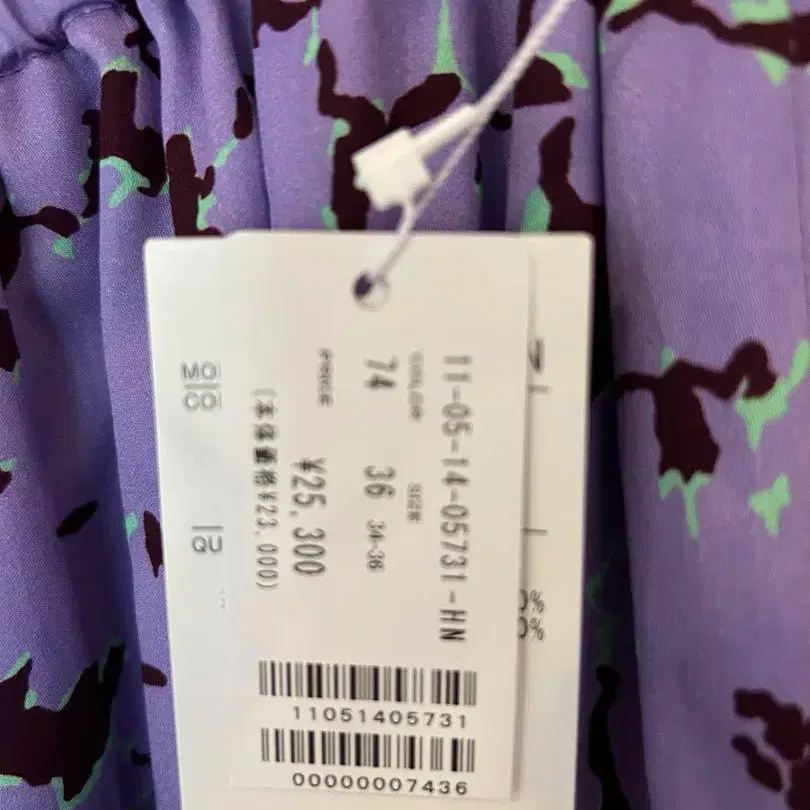 11-05-14-05731-HN
COLOR
SIZE
74
36
34-36
PRICE
¥25,300
(本体価格¥23,000)
11051405731
00000007436
MO
CO
QU